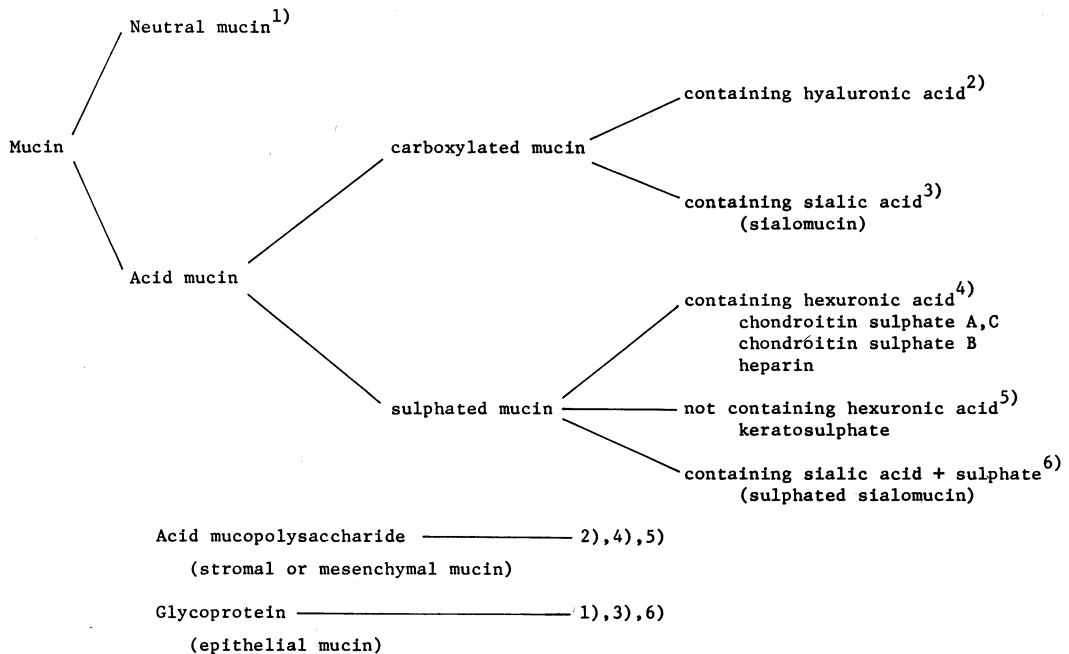 Neutral mucin1)
containing hyaluronic acid2)
Mucin
carboxylated mucin
containing sialic acid3)
(sialomucin)
Acid mucin
containing hexuronic acid4)
chondroitin sulphate A,C
chondroitin sulphate B
heparin
sulphated mucin
not containing hexuronic acid5)
keratosulphate
containing sialic acid + sulphate6)
(sulphated sialomucin)
Acid mucopolysaccharide 2),4),5)
(stromal or mesenchymal mucin)
Glycoprotein 1),3),6)
(epithelial mucin)